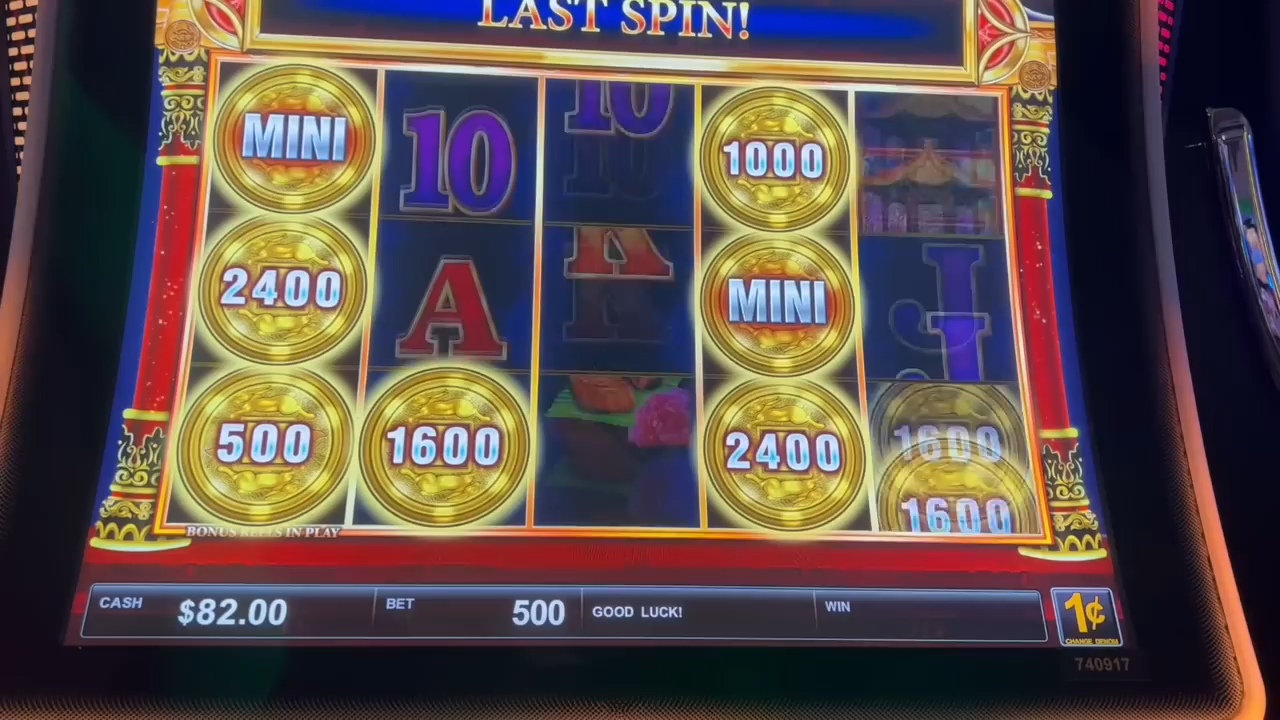 LAST SPIN!
MINI
10
10
1000
2400
A
K
MINI
J
J
500
1600
2400
1600
1600
BONUS REELS IN PLAY
CASH $82.00 BET 500 GOOD LUCK! WIN
1¢
CHANGE DENOM
740917